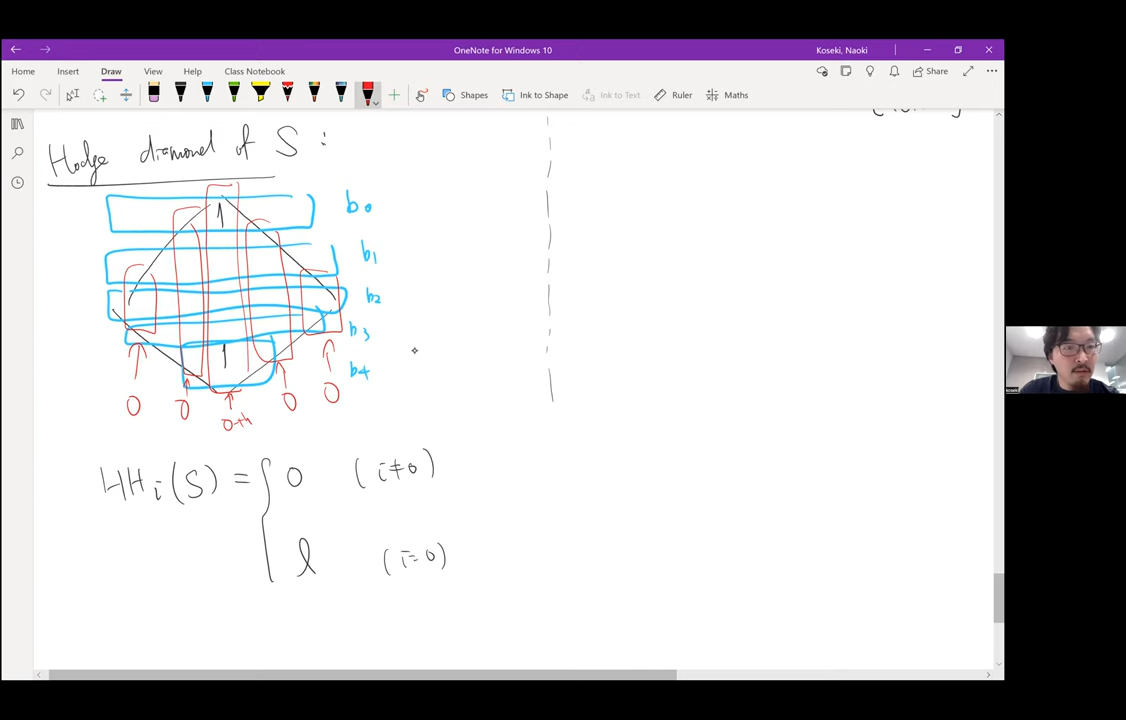 OneNote for Windows 10
Koseki, Naoki
Home Insert Draw View Help Class Notebook
Share
Shapes Ink to Shape Ink to Text Ruler Maths
Hodge diamond of S :
1 b0
b1
b2
b3
1 b4
0 0 0-th 0 0
HH i (S) = { 0 (i≠0)
l (i=0)